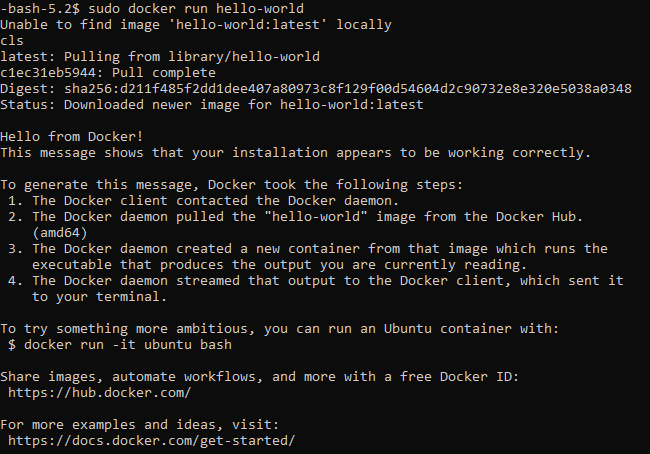 -bash-5.2$ sudo docker run hello-world
Unable to find image 'hello-world:latest' locally
cls
latest: Pulling from library/hello-world
c1ec31eb5944: Pull complete
Digest: sha256:d211f485f2dd1dee407a80973c8f129f00d54604d2c90732e8e320e5038a0348
Status: Downloaded newer image for hello-world:latest

Hello from Docker!
This message shows that your installation appears to be working correctly.

To generate this message, Docker took the following steps:
 1. The Docker client contacted the Docker daemon.
 2. The Docker daemon pulled the "hello-world" image from the Docker Hub.
    (amd64)
 3. The Docker daemon created a new container from that image which runs the
    executable that produces the output you are currently reading.
 4. The Docker daemon streamed that output to the Docker client, which sent it
    to your terminal.

To try something more ambitious, you can run an Ubuntu container with:
 $ docker run -it ubuntu bash

Share images, automate workflows, and more with a free Docker ID:
 https://hub.docker.com/

For more examples and ideas, visit:
 https://docs.docker.com/get-started/